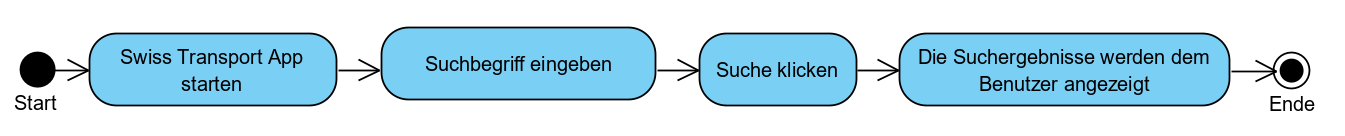 Start
Swiss Transport App
starten
Suchbegriff eingeben
Suche klicken
Die Suchergebnisse werden dem
Benutzer angezeigt
Ende